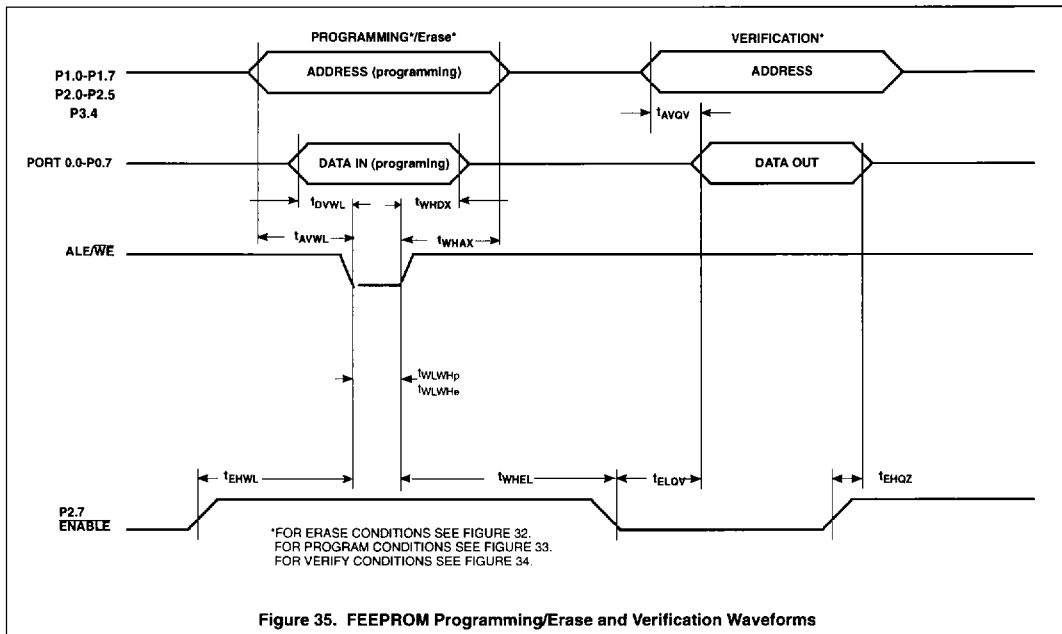 PROGRAMMING*/Erase*
VERIFICATION*
P1.0-P1.7
P2.0-P2.5
P3.4
ADDRESS (programming)
ADDRESS
tAVQV
PORT 0.0-P0.7
DATA IN (programing)
DATA OUT
tDVWL
tWHDX
tAVWL
tWHAX
ALE/WE
tWLWHp
tWLWHe
tEHWL
tWHEL
tELQV
tEHQZ
P2.7
ENABLE
*FOR ERASE CONDITIONS SEE FIGURE 32.
FOR PROGRAM CONDITIONS SEE FIGURE 33.
FOR VERIFY CONDITIONS SEE FIGURE 34.
Figure 35. FEEPROM Programming/Erase and Verification Waveforms